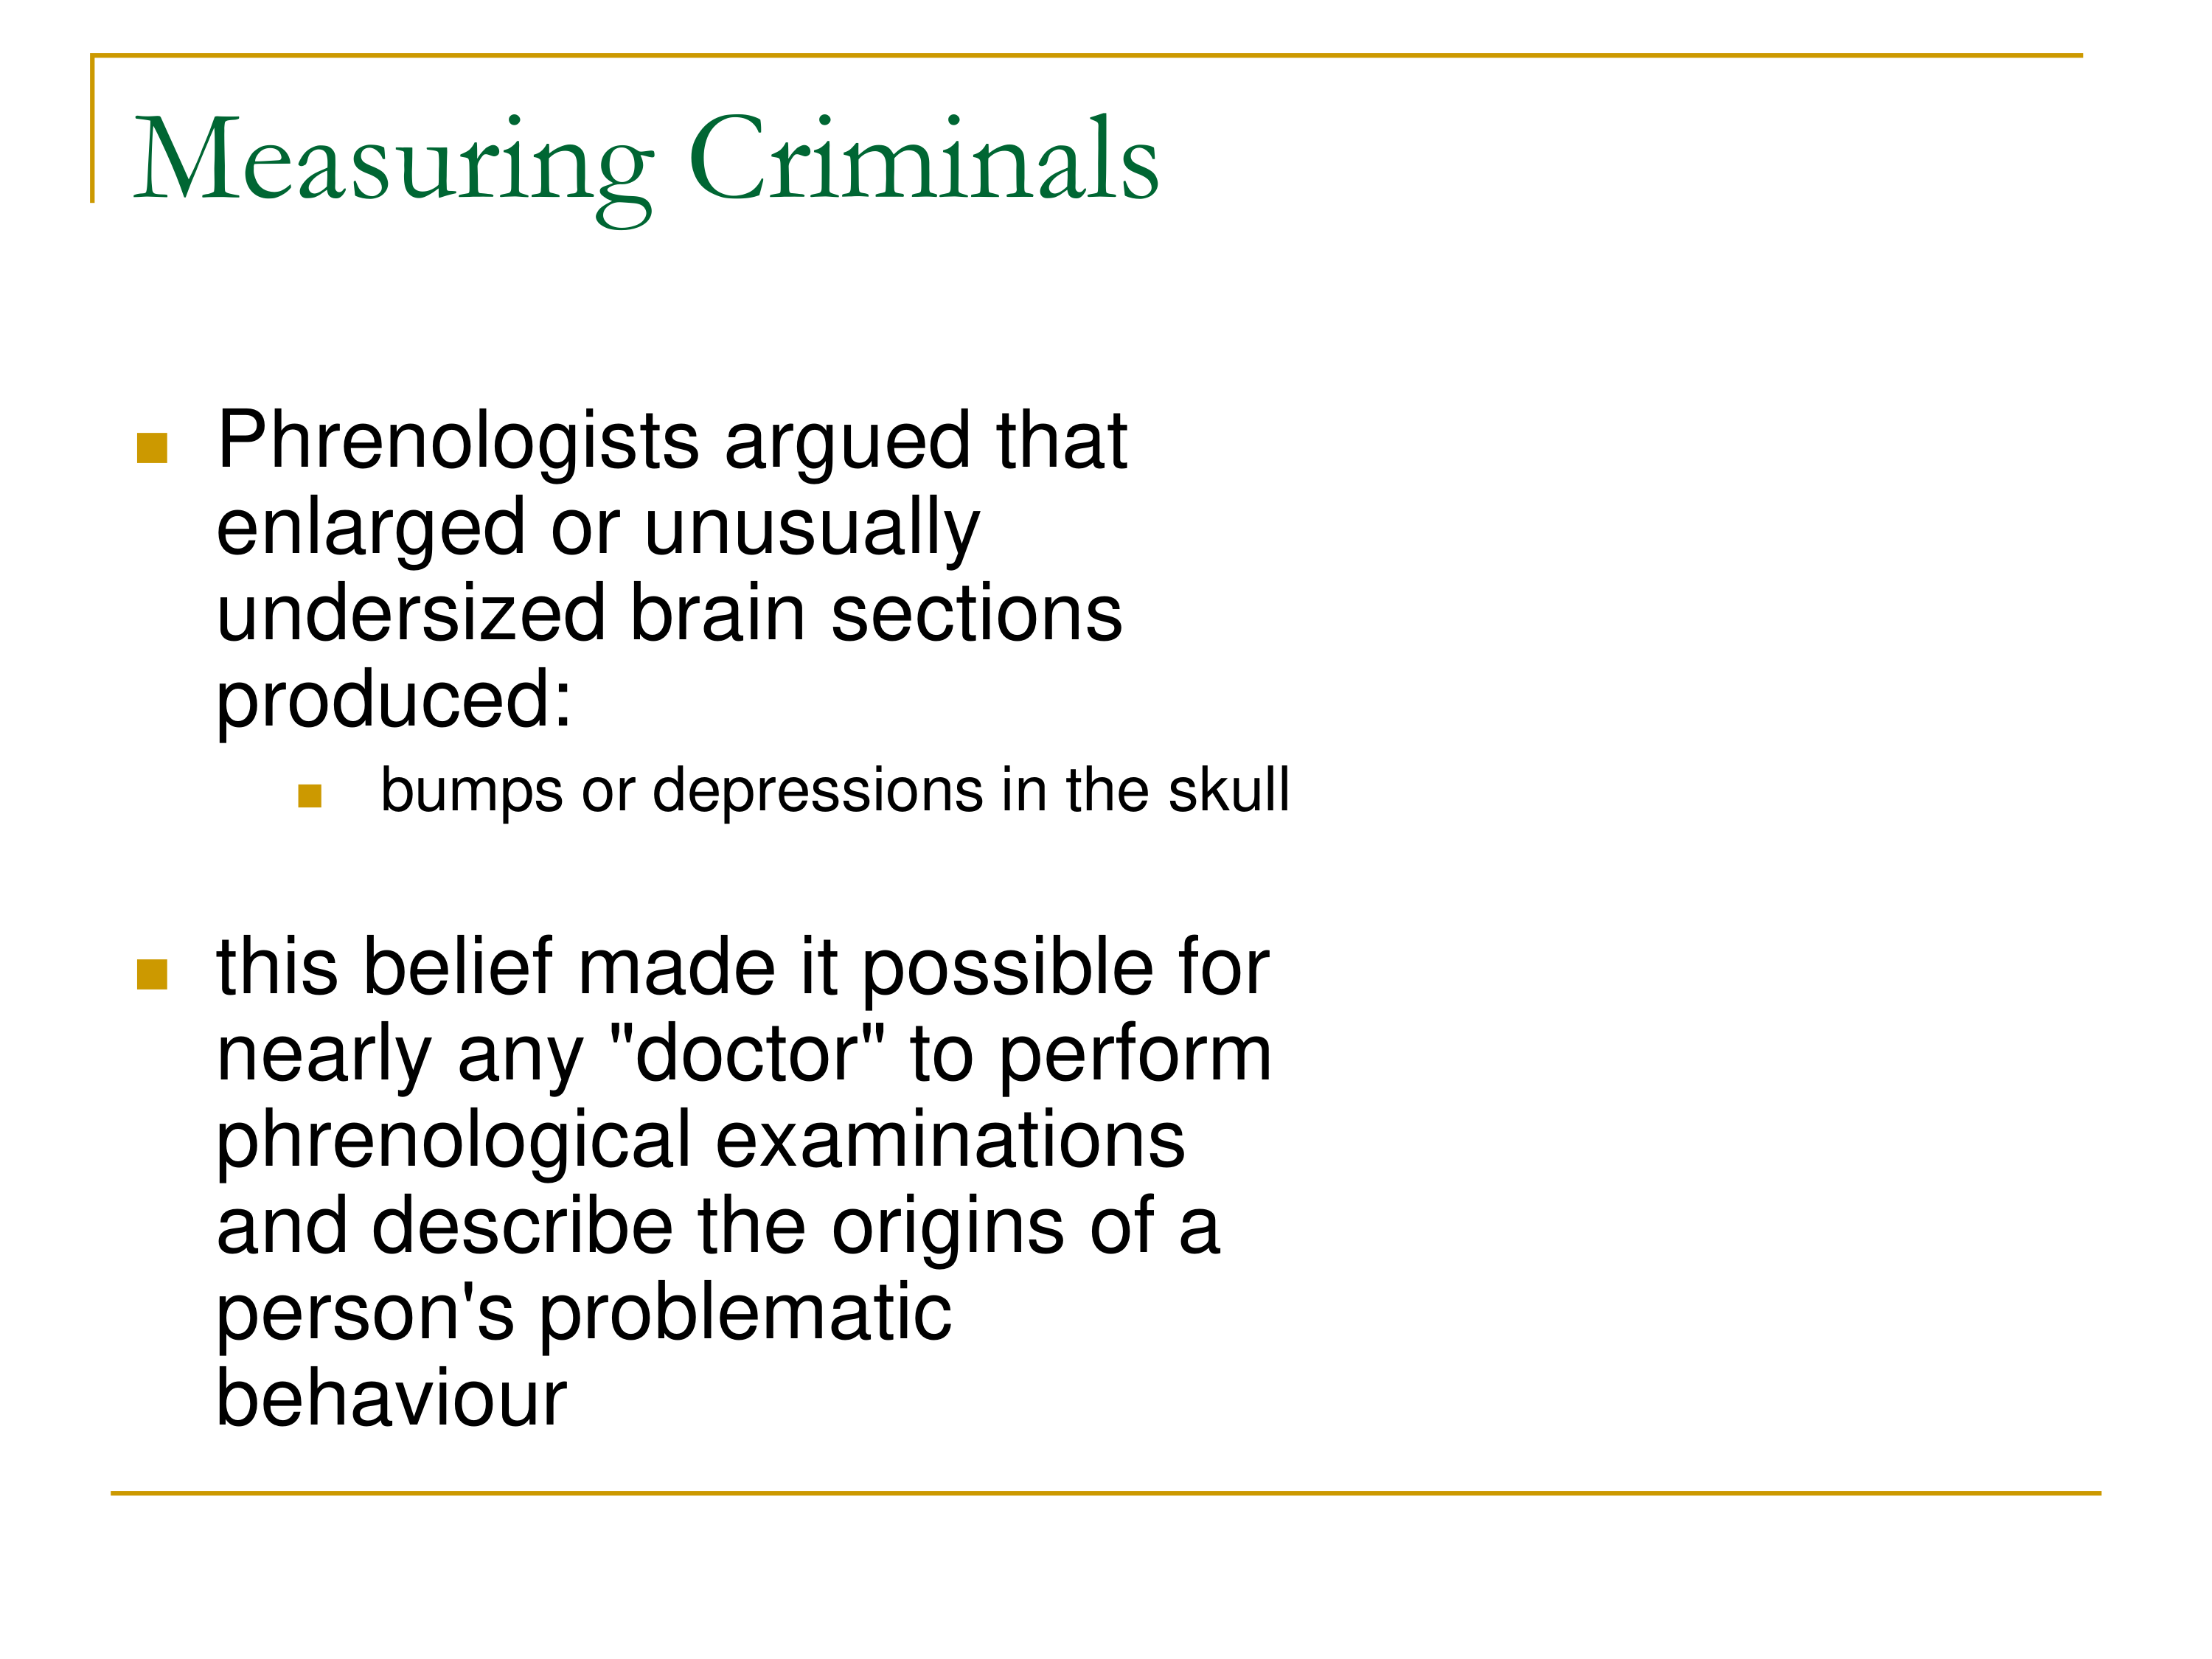 Measuring Criminals
Phrenologists argued that
enlarged or unusually
undersized brain sections
produced:
bumps or depressions in the skull
this belief made it possible for
nearly any "doctor" to perform
phrenological examinations
and describe the origins of a
person's problematic
behaviour